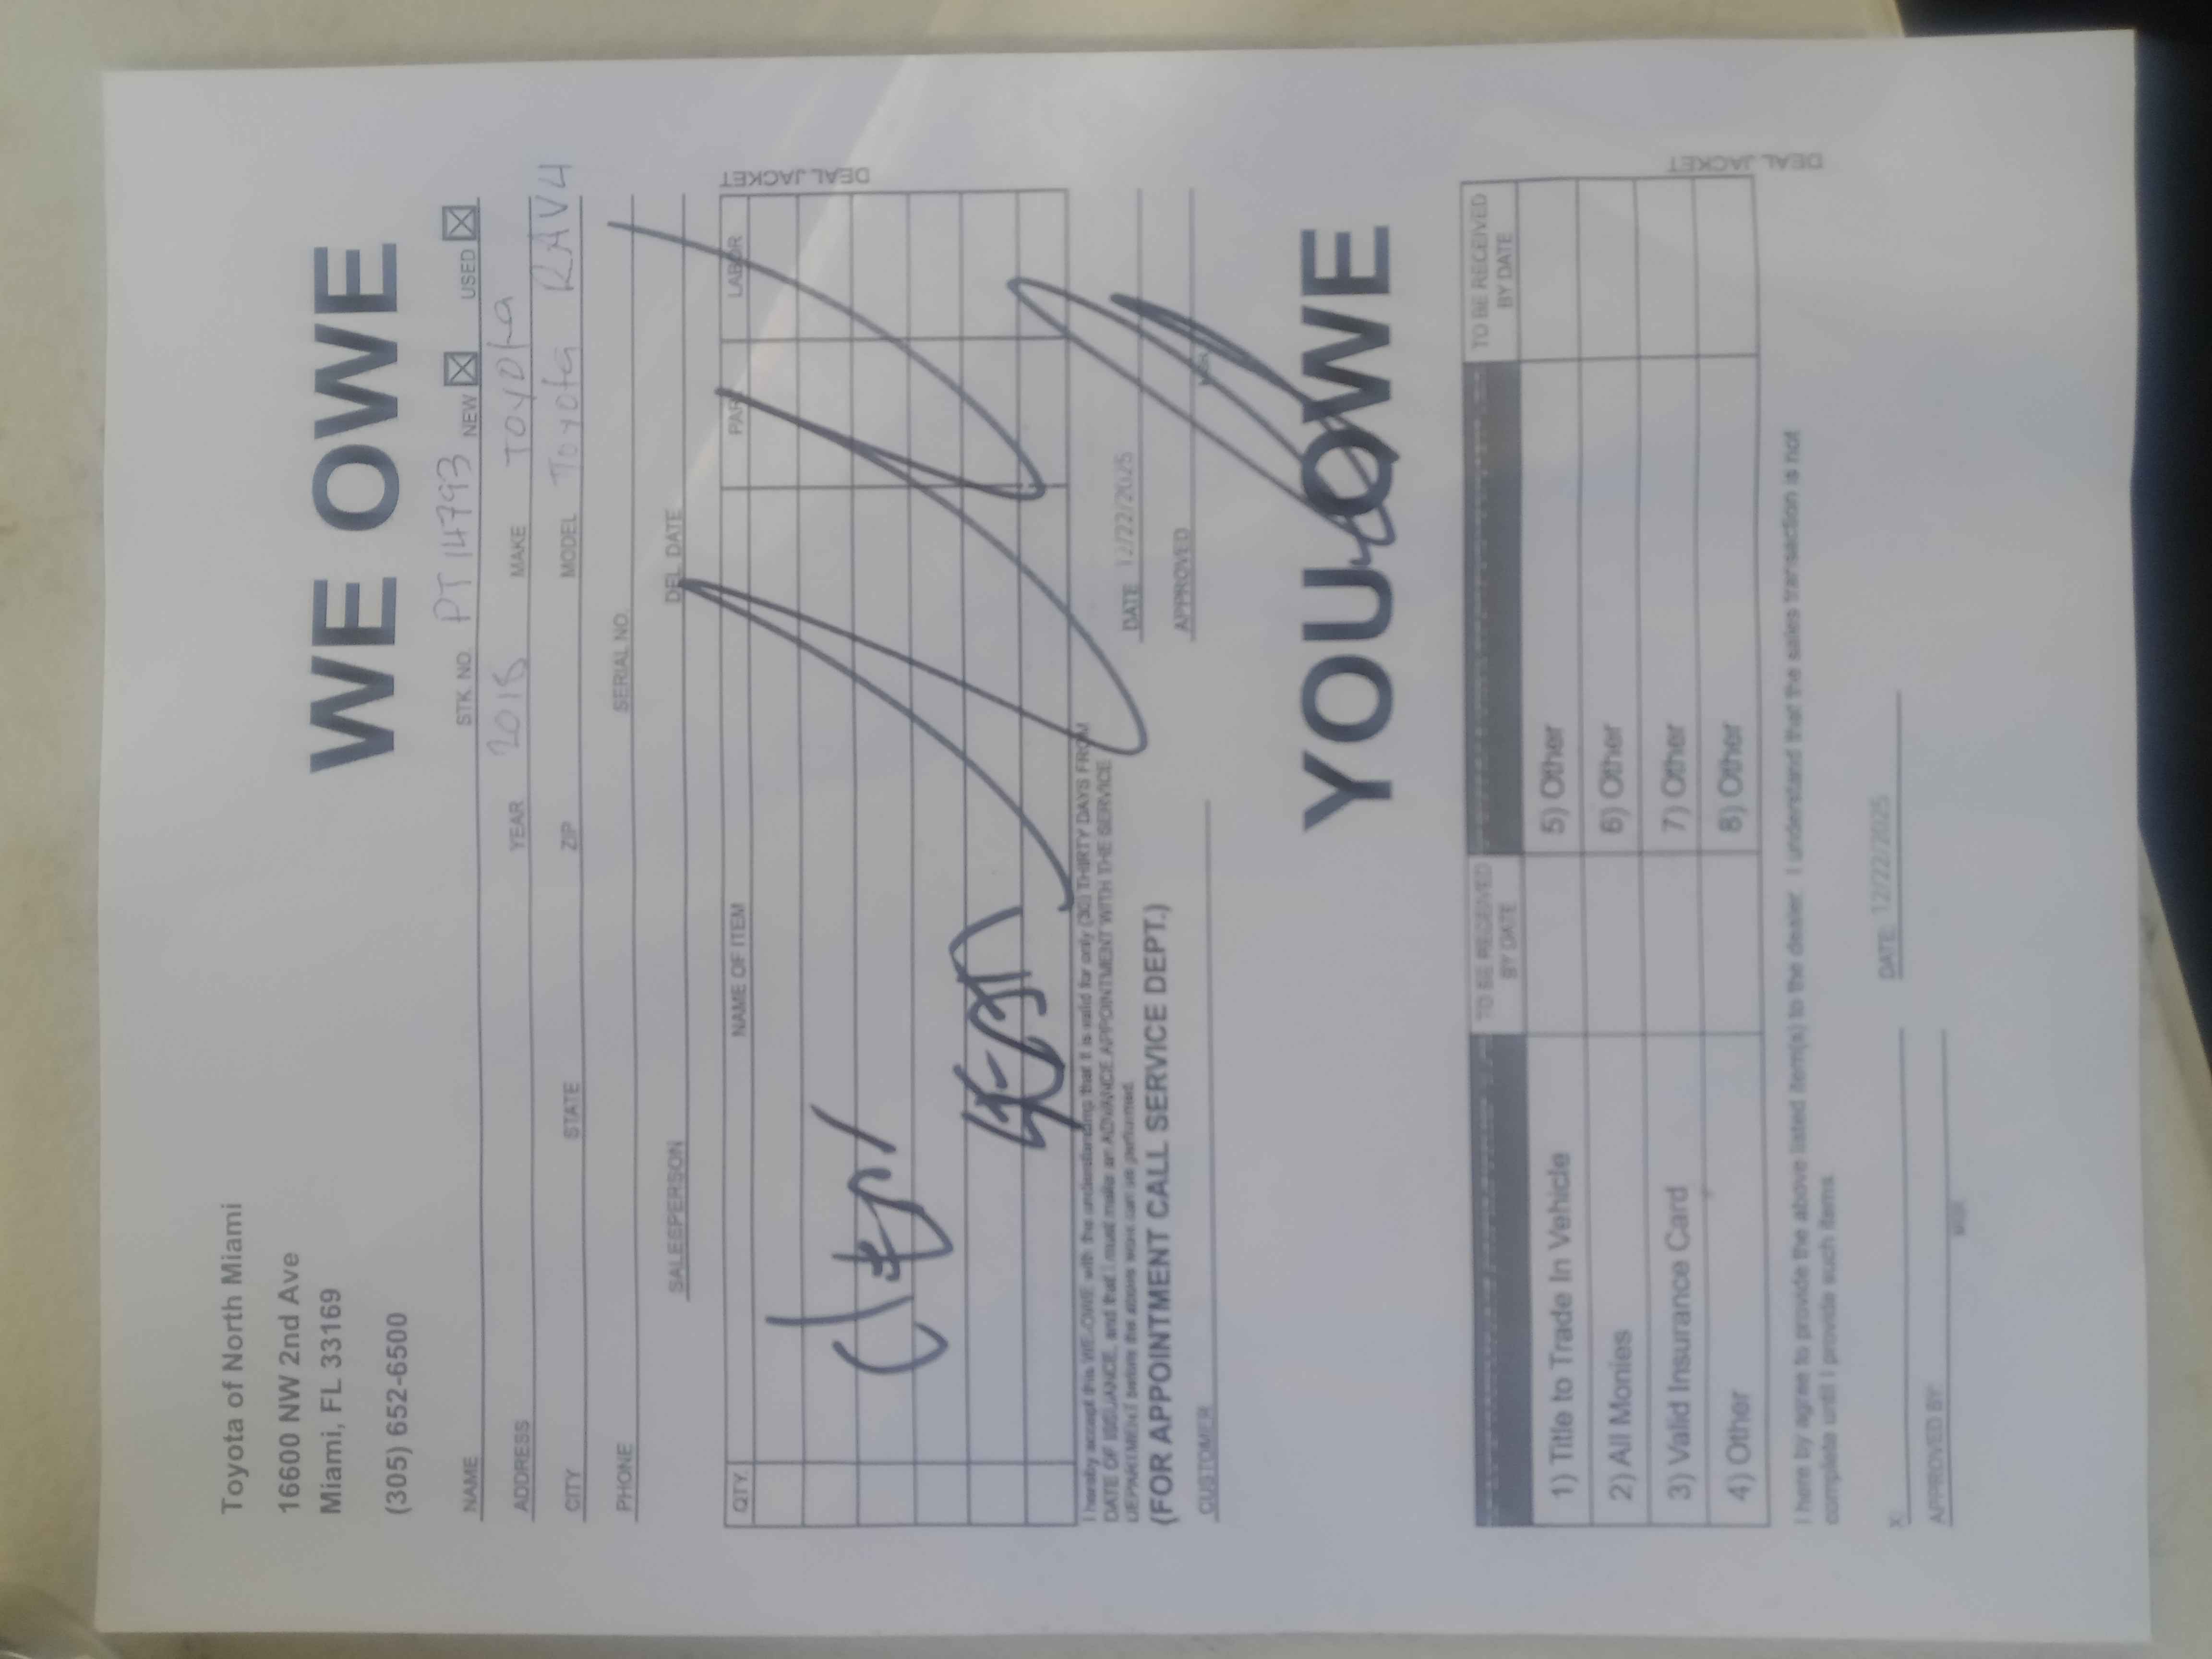 Toyota of North Miami
16600 NW 2nd Ave
Miami, FL 33169
(305) 652-6500
WE OWE
NAME STK. NO. PT14793 NEW ☒ USED ☒
ADDRESS YEAR 2018 MAKE TOYOTA
CITY STATE ZIP MODEL Toyota RAV4
PHONE SERIAL NO.
SALESPERSON DEL. DATE
QTY. NAME OF ITEM LABOR
DEAL JACKET
I hereby accept this WE-OWE, with the understanding that it is valid for only (30) THIRTY DAYS FROM
DATE OF ISSUANCE, and that I must make an ADVANCE APPOINTMENT WITH THE SERVICE
DEPARTMENT before the above work can be performed.
(FOR APPOINTMENT CALL SERVICE DEPT.)
DATE 12/22/2025
APPROVED
CUSTOMER
YOU OWE
TO BE RECEIVED BY DATE TO BE RECEIVED BY DATE
1) Title to Trade In Vehicle 5) Other
2) All Monies 6) Other
3) Valid Insurance Card 7) Other
4) Other 8) Other
DEAL JACKET
I here by agree to provide the above listed item(s) to the dealer. I understand that the sales transaction is not
complete until I provide such items.
X DATE 12/22/2025
APPROVED BY: